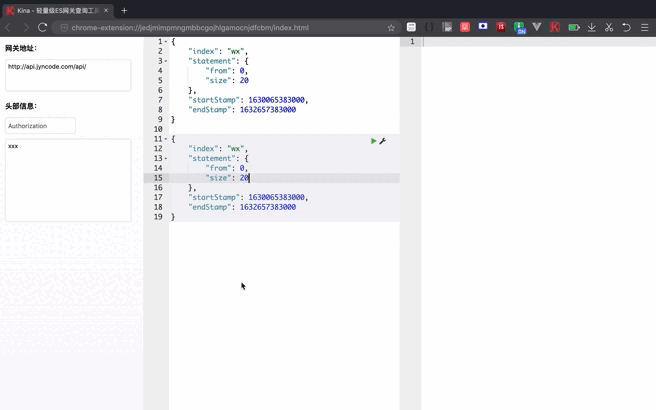 Kina - 轻量级ES网关查询工具
chrome-extension://jedjmimpmngmbbcgojhlgamocnjdfcbm/index.html
网关地址:
http://api.jyncode.com/api/
头部信息:
Authorization
xxx
1 {
2 "index": "wx",
3 "statement": {
4 "from": 0,
5 "size": 20
6 },
7 "startStamp": 1630065383000,
8 "endStamp": 1632657383000
9 }
10
11 {
12 "index": "wx",
13 "statement": {
14 "from": 0,
15 "size": 20
16 },
17 "startStamp": 1630065383000,
18 "endStamp": 1632657383000
19 }
1